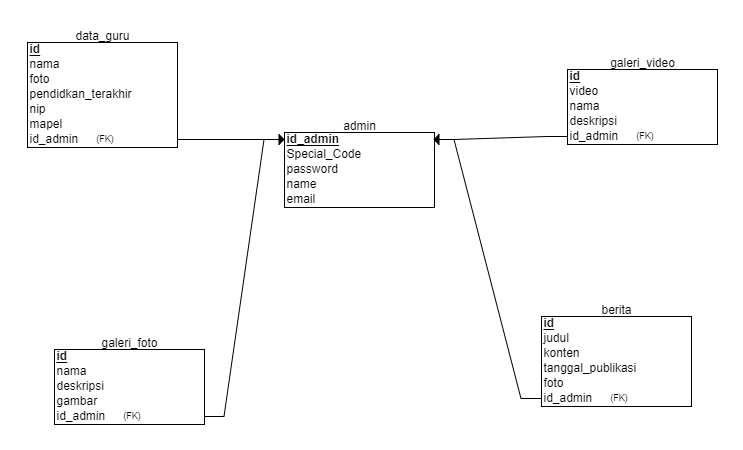 data_guru
id
nama
foto
pendidkan_terakhir
nip
mapel
id_admin (FK)
admin
id_admin
Special_Code
password
name
email
galeri_video
id
video
nama
deskripsi
id_admin (FK)
galeri_foto
id
nama
deskripsi
gambar
id_admin (FK)
berita
id
judul
konten
tanggal_publikasi
foto
id_admin (FK)